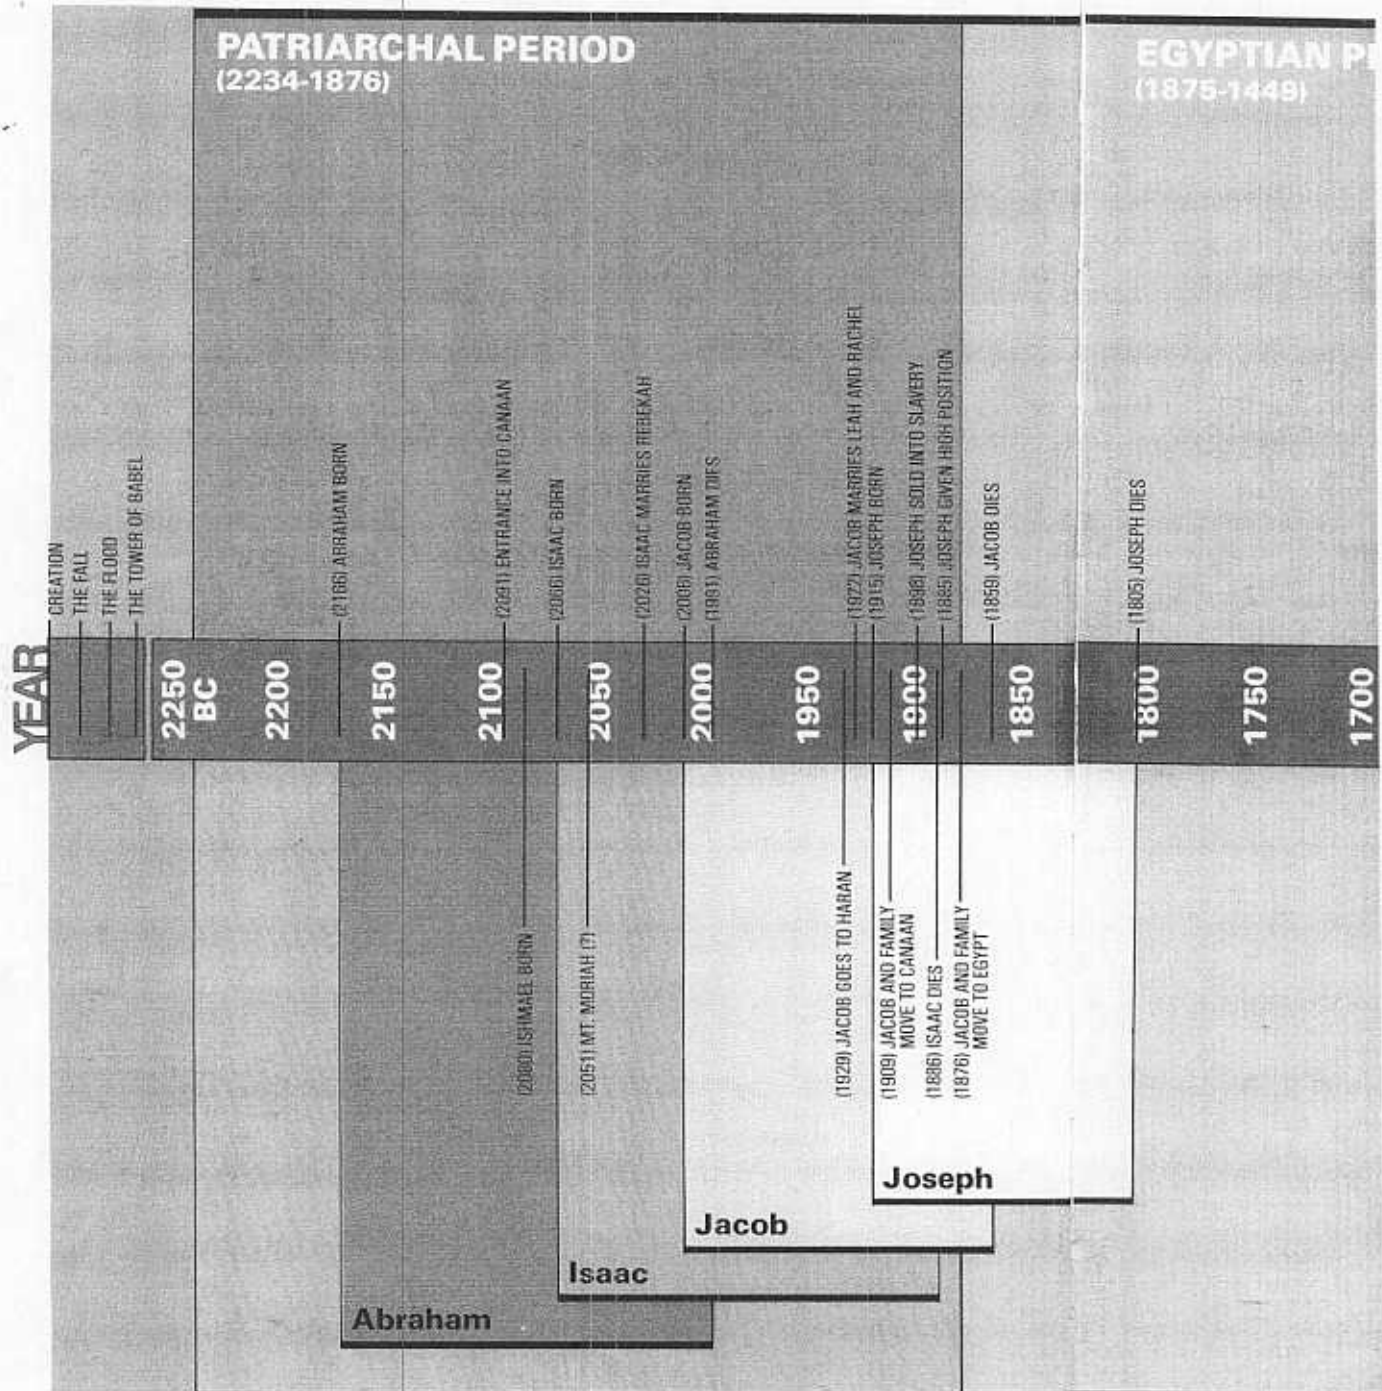 PATRIARCHAL PERIOD
(2234-1876)
EGYPTIAN
(1875-1449)
YEAR
CREATION
THE FALL
THE FLOOD
THE TOWER OF BABEL
(2166) ABRAHAM BORN
(2091) ENTRANCE INTO CANAAN
(2066) ISAAC BORN
(2026) ISAAC MARRIES REBEKAH
(2006) JACOB BORN
(1991) ABRAHAM DIES
(1922) JACOB MARRIES LEAH AND RACHEL
(1915) JOSEPH BORN
(1898) JOSEPH SOLD INTO SLAVERY
(1885) JOSEPH GIVEN HIGH POSITION
(1859) JACOB DIES
(1805) JOSEPH DIES
2250
BC
2200
2150
2100
2050
2000
1950
1900
1850
1800
1750
1700
(2080) ISHMAEL BORN
(2051) MT. MORIAH (?)
(1929) JACOB GOES TO HARAN
(1909) JACOB AND FAMILY
MOVE TO CANAAN
(1886) ISAAC DIES
(1876) JACOB AND FAMILY
MOVE TO EGYPT
Joseph
Jacob
Isaac
Abraham